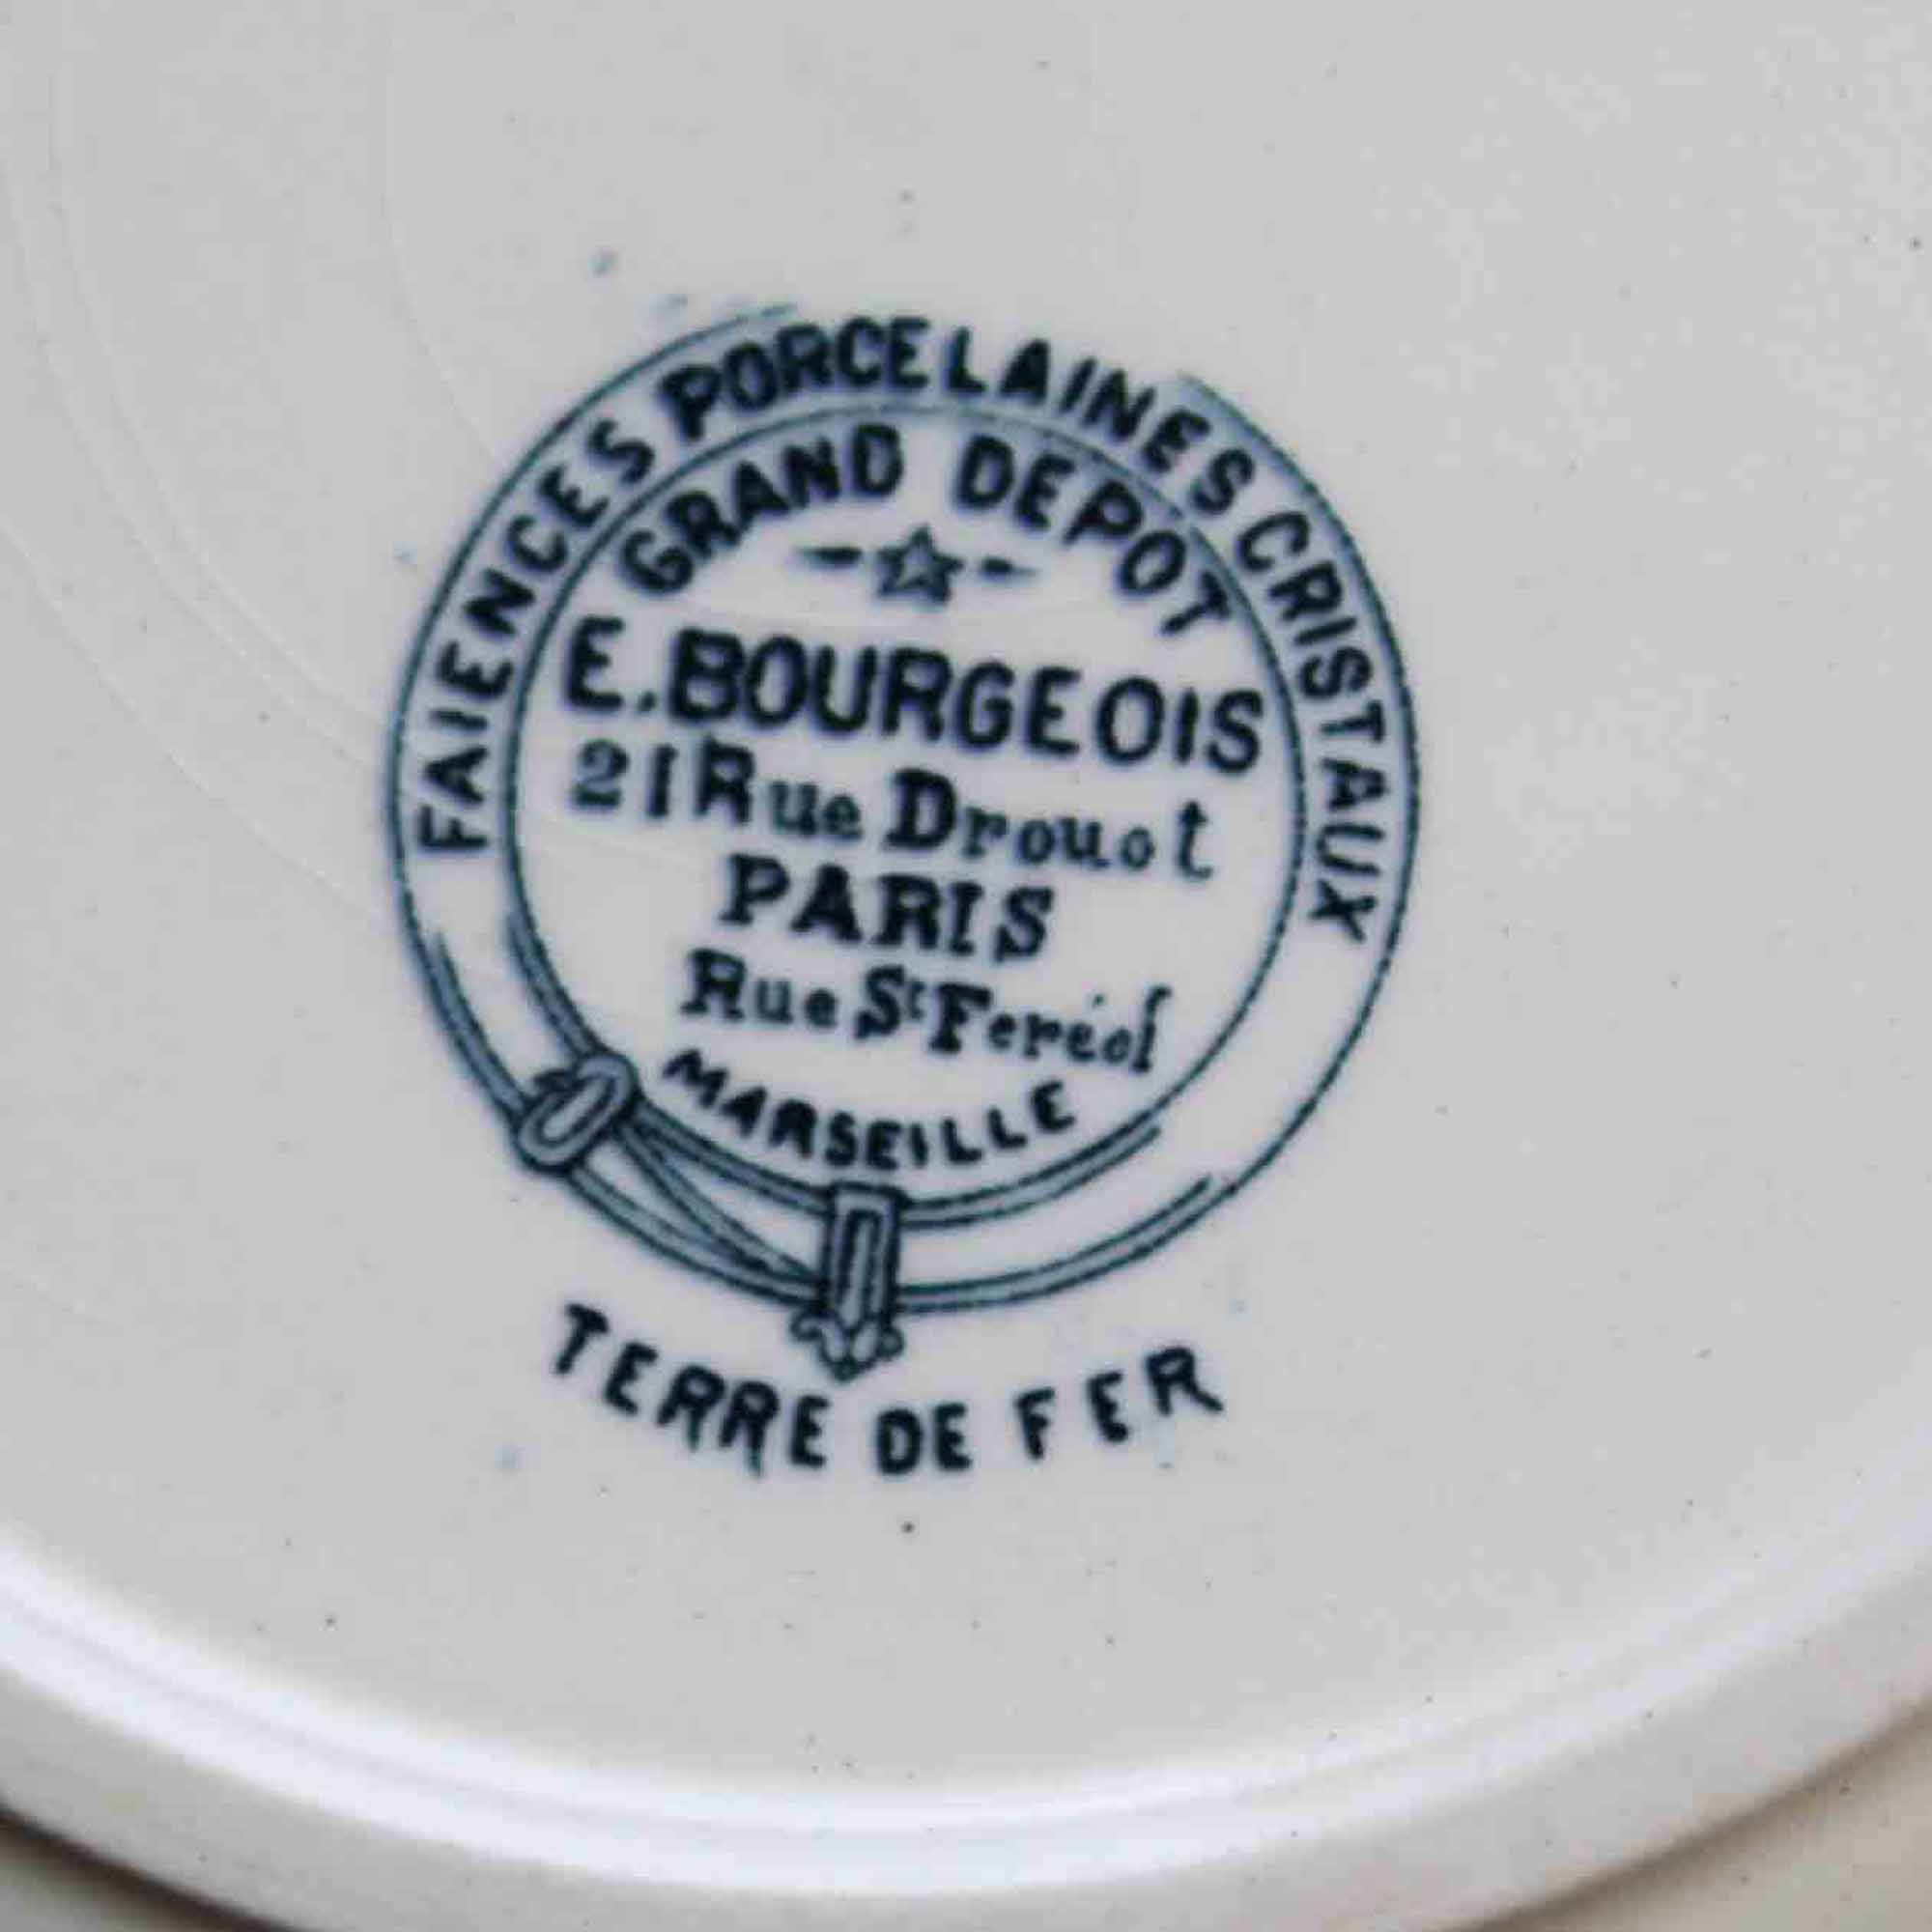 FAIENCES PORCELAINES CRISTAUX
GRAND DEPOT
E. BOURGEOIS
21 Rue Drouot
PARIS
Rue St Feréol
MARSEILLE
TERRE DE FER